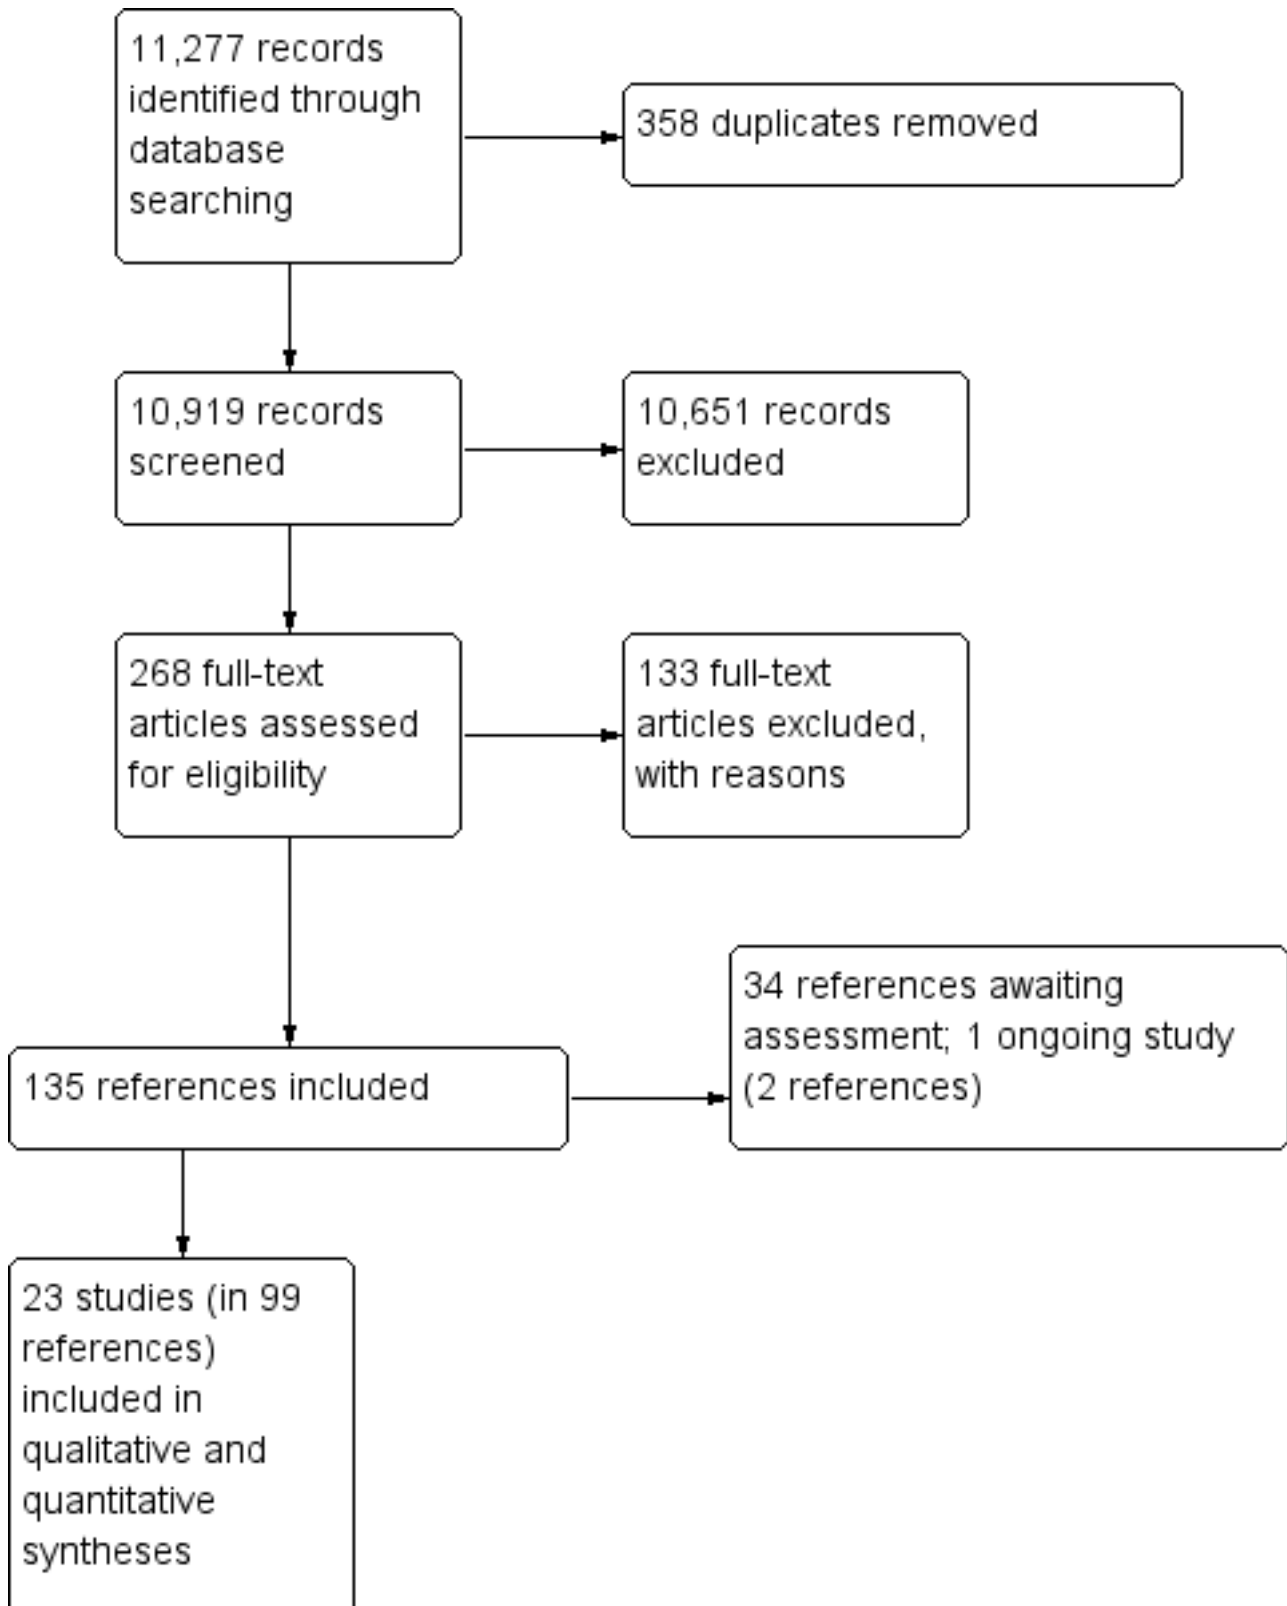 11,277 records
identified through
database
searching
358 duplicates removed
10,919 records
screened
10,651 records
excluded
268 full-text
articles assessed
for eligibility
133 full-text
articles excluded,
with reasons
135 references included
34 references awaiting
assessment; 1 ongoing study
(2 references)
23 studies (in 99
references)
included in
qualitative and
quantitative
syntheses